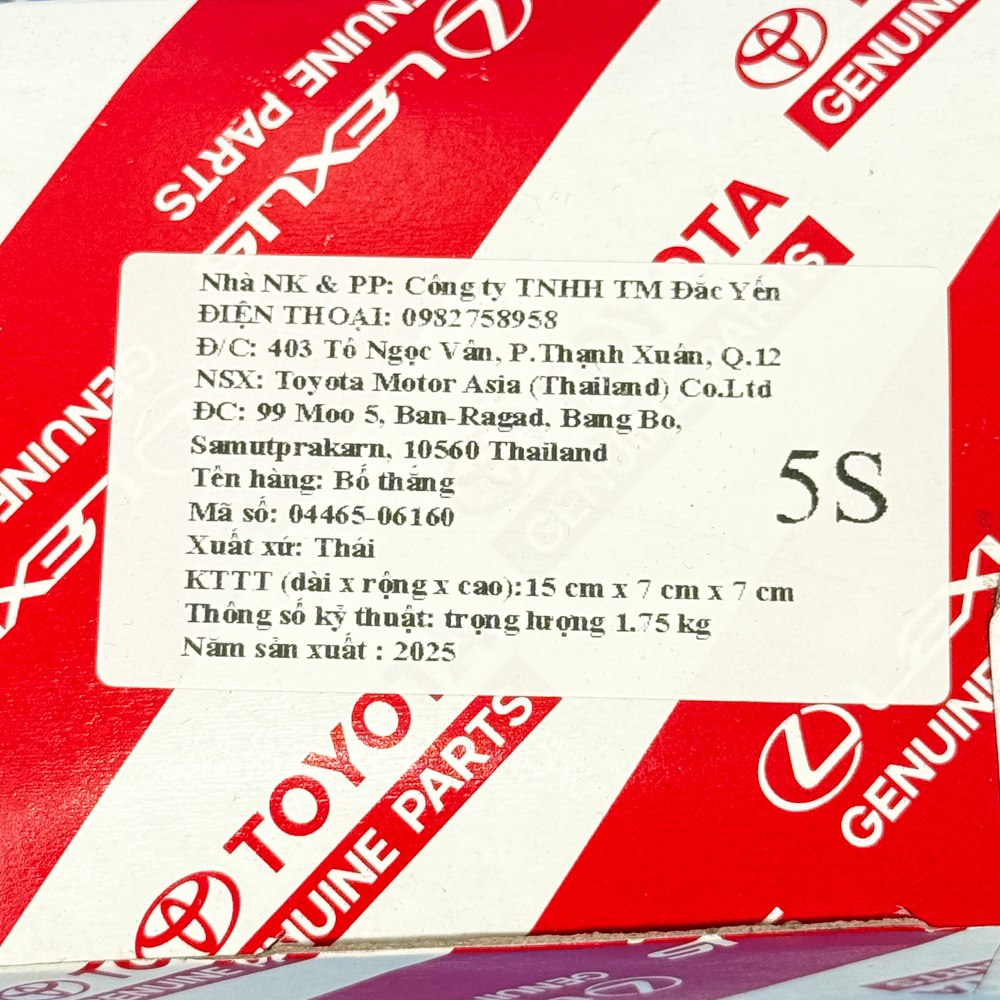 GENUINE PARTS
LEXUS
GENUINE
TOYOTA
Nhà NK & PP: Công ty TNHH TM Đắc Yến
ĐIỆN THOẠI: 0982758958
Đ/C: 403 Tô Ngọc Vân, P.Thạnh Xuân, Q.12
NSX: Toyota Motor Asia (Thailand) Co.Ltd
ĐC: 99 Moo 5, Ban-Ragad, Bang Bo,
Samutprakarn, 10560 Thailand
Tên hàng: Bố thắng
Mã số: 04465-06160
Xuất xứ: Thái
KTTT (dài x rộng x cao):15 cm x 7 cm x 7 cm
Thông số kỷ thuật: trọng lượng 1.75 kg
Năm sản xuất : 2025
5S
GENUINE
TOYOTA
GENUINE PARTS
GENUINE